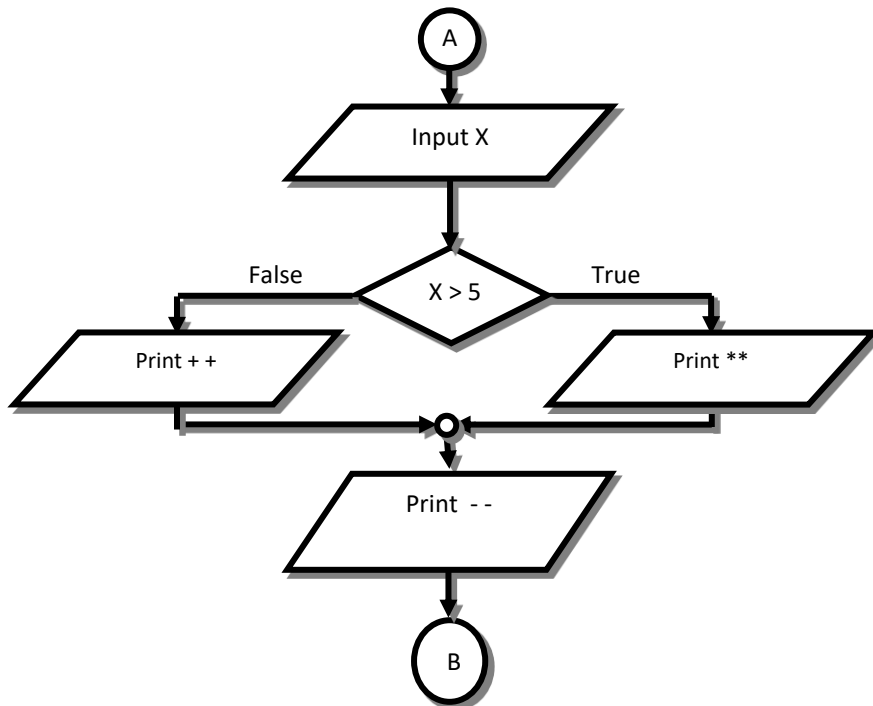 A
Input X
False
X > 5
True
Print + +
Print **
Print - -
B